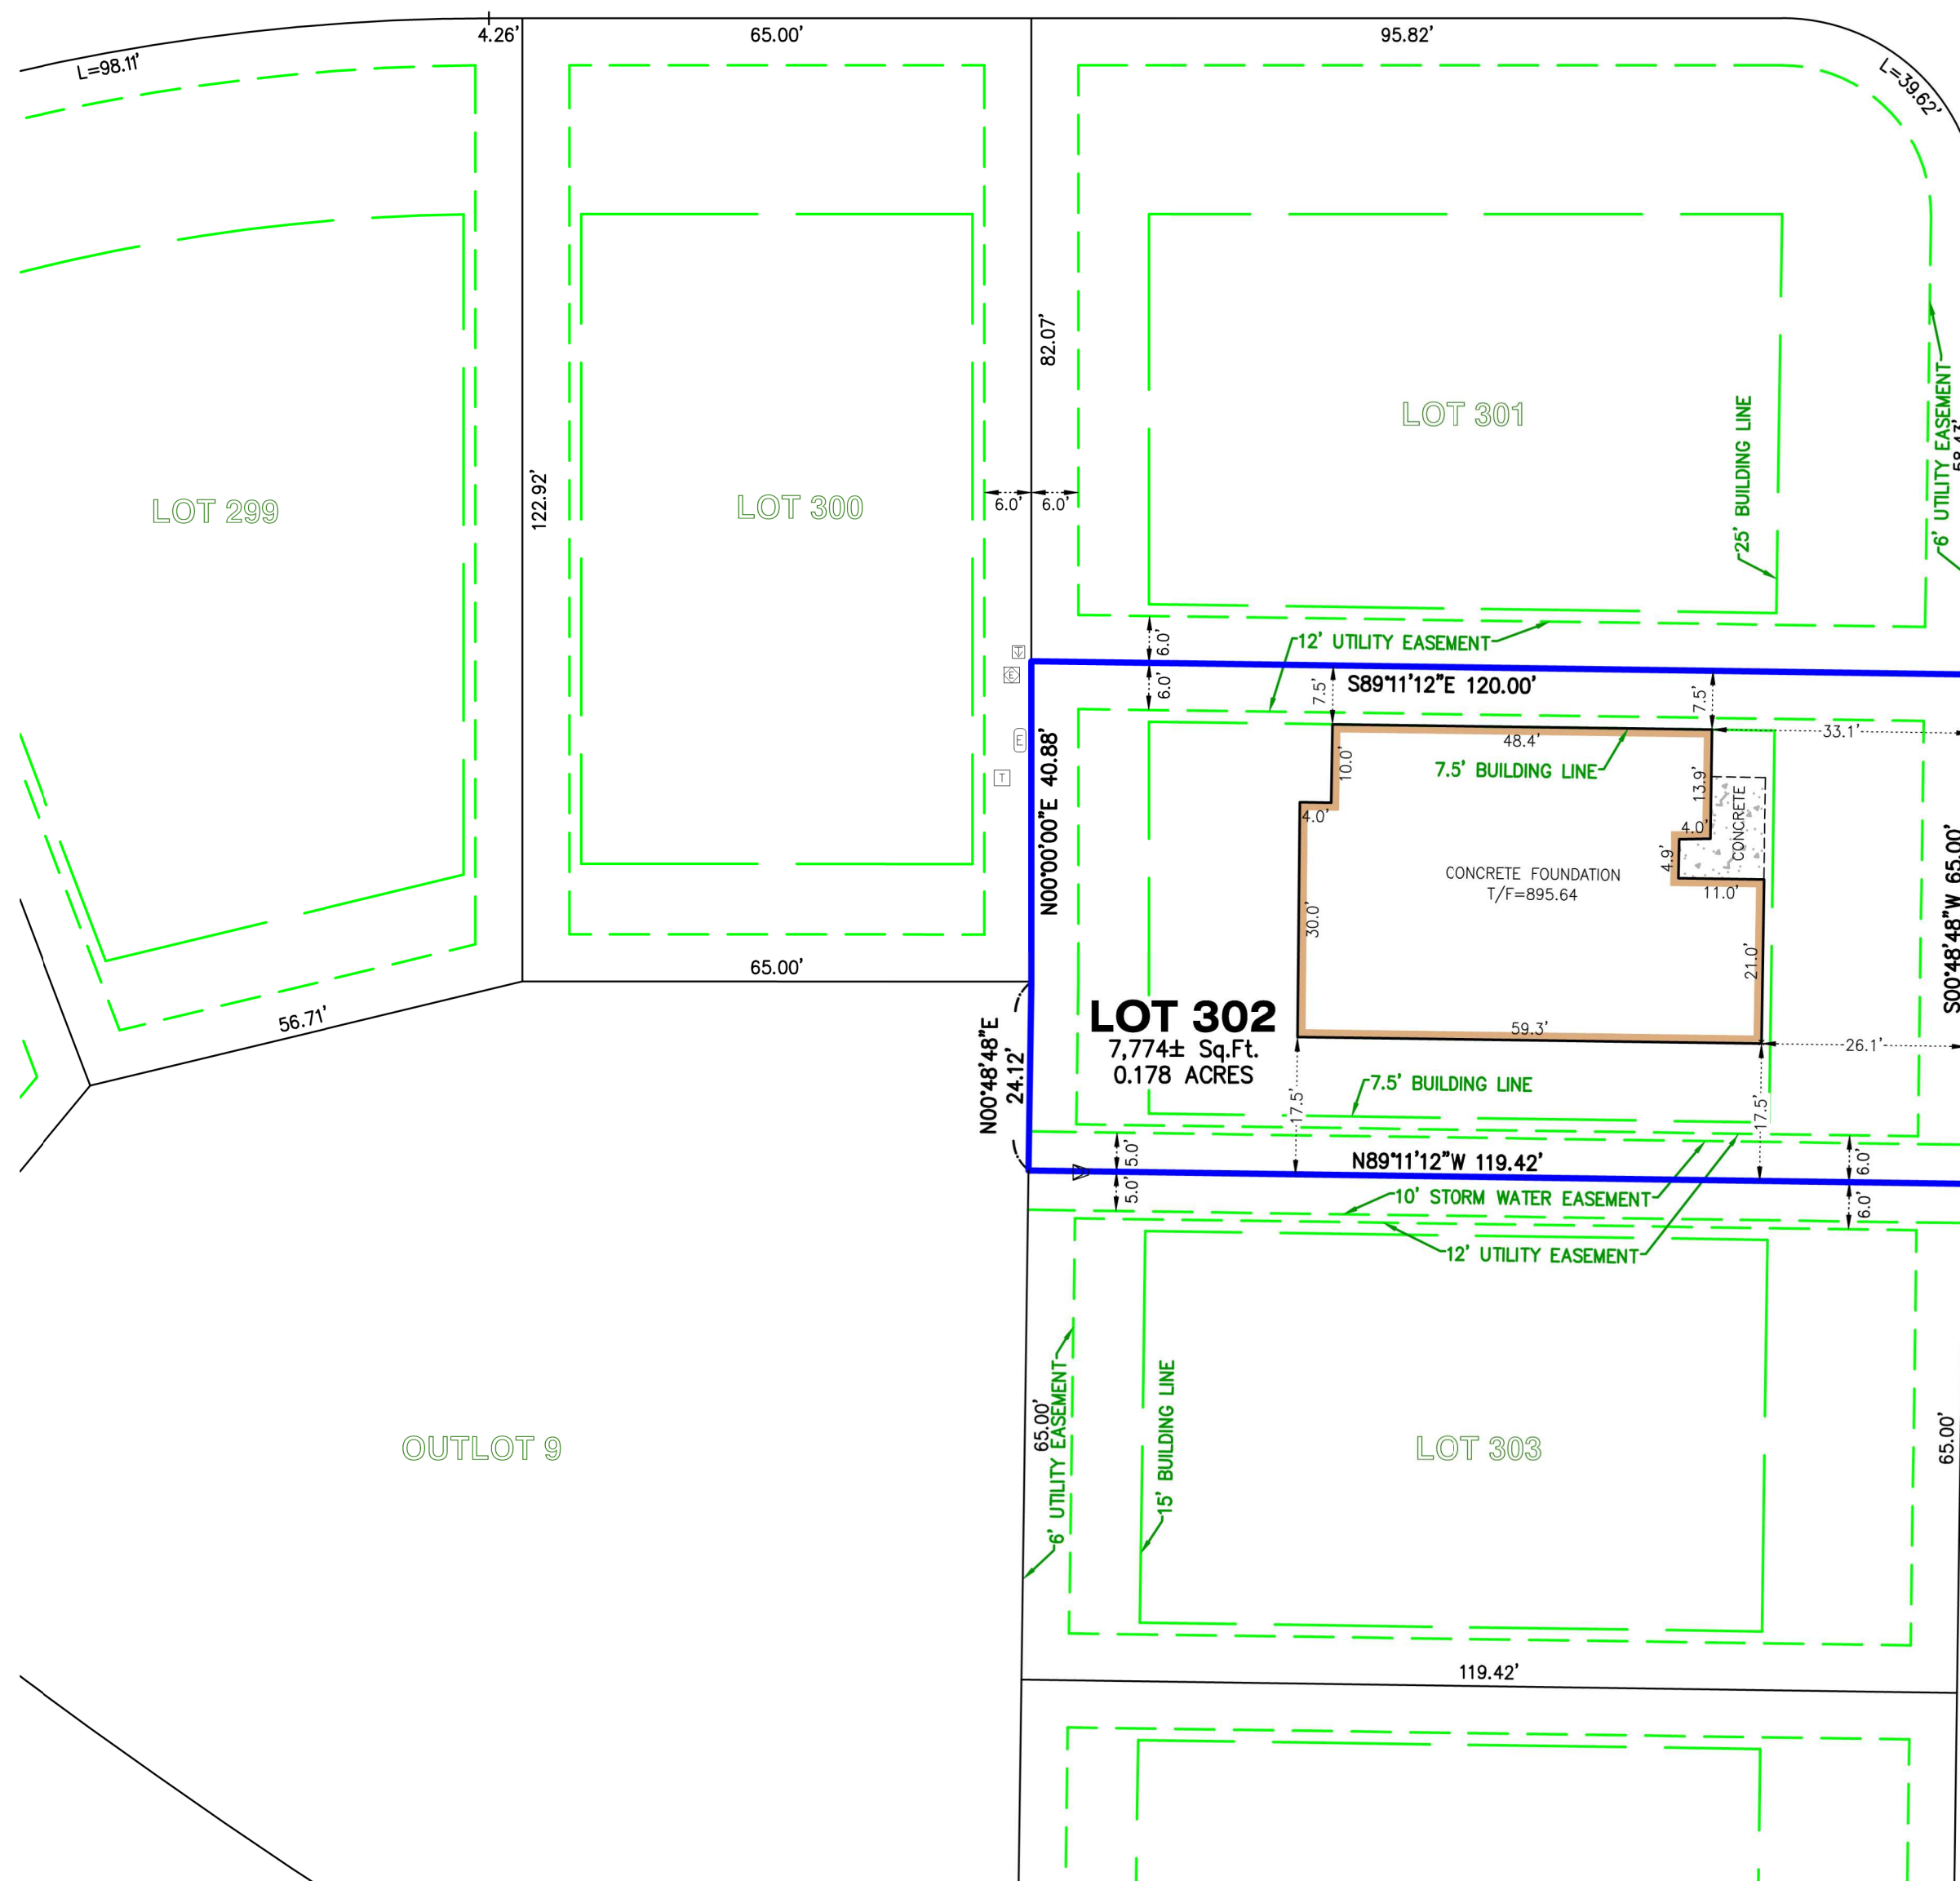 4.26'
65.00'
95.82'
L=98.11'
L=39.62'
82.07'
LOT 301
25' BUILDING LINE
6' UTILITY EASEMENT
58.43'
LOT 299
122.92'
LOT 300
6.0'
6.0'
12' UTILITY EASEMENT
6.0'
6.0'
7.5'
S89°11'12"E 120.00'
7.5'
33.1'
48.4'
7.5' BUILDING LINE
10.0'
13.9'
CONCRETE
4.0'
4.0'
4.9'
11.0'
E
E
T
N00°00'00"E 40.88'
CONCRETE FOUNDATION
T/F=895.64
30.0'
21.0'
S00°48'48"W 65.00'
65.00'
56.71'
LOT 302
7,774± Sq.Ft.
0.178 ACRES
59.3'
26.1'
N00°48'48"E
24.12'
7.5' BUILDING LINE
17.5'
17.5'
5.0'
N89°11'12"W 119.42'
6.0'
5.0'
10' STORM WATER EASEMENT
6.0'
12' UTILITY EASEMENT
65.00'
6' UTILITY EASEMENT
15' BUILDING LINE
OUTLOT 9
LOT 303
65.00'
119.42'